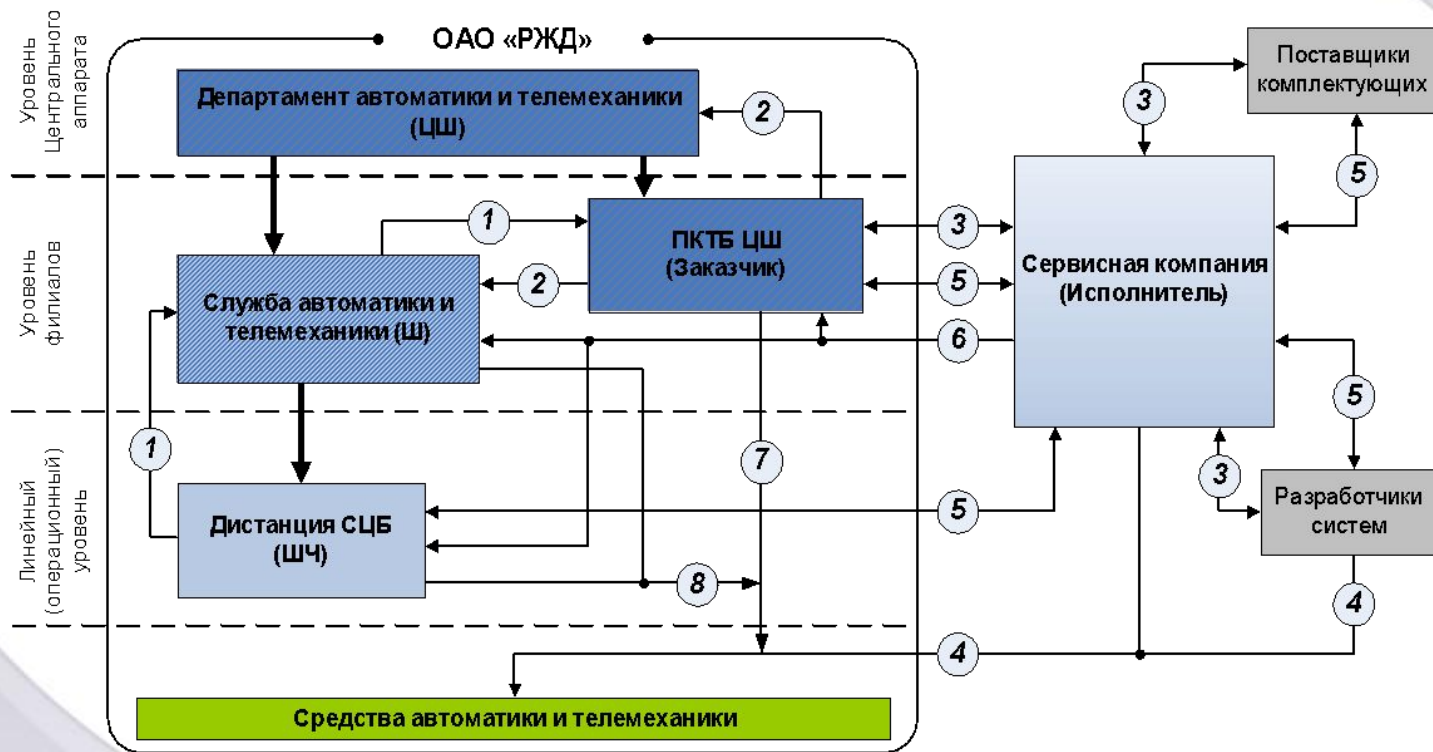 ОАО «РЖД»
Уровень
Центрального
аппарата
Департамент автоматики и телемеханики
(ЦШ)
2
3
Поставщики
комплектующих
5
Уровень
филиалов
1
ПКТБ ЦШ
(Заказчик)
3
Сервисная компания
(Исполнитель)
Служба автоматики и
телемеханики (Ш)
2
5
6
5
Линейный
(операционный)
уровень
1
7
3
Дистанция СЦБ
(ШЧ)
5
Разработчики
систем
8
4
4
Средства автоматики и телемеханики